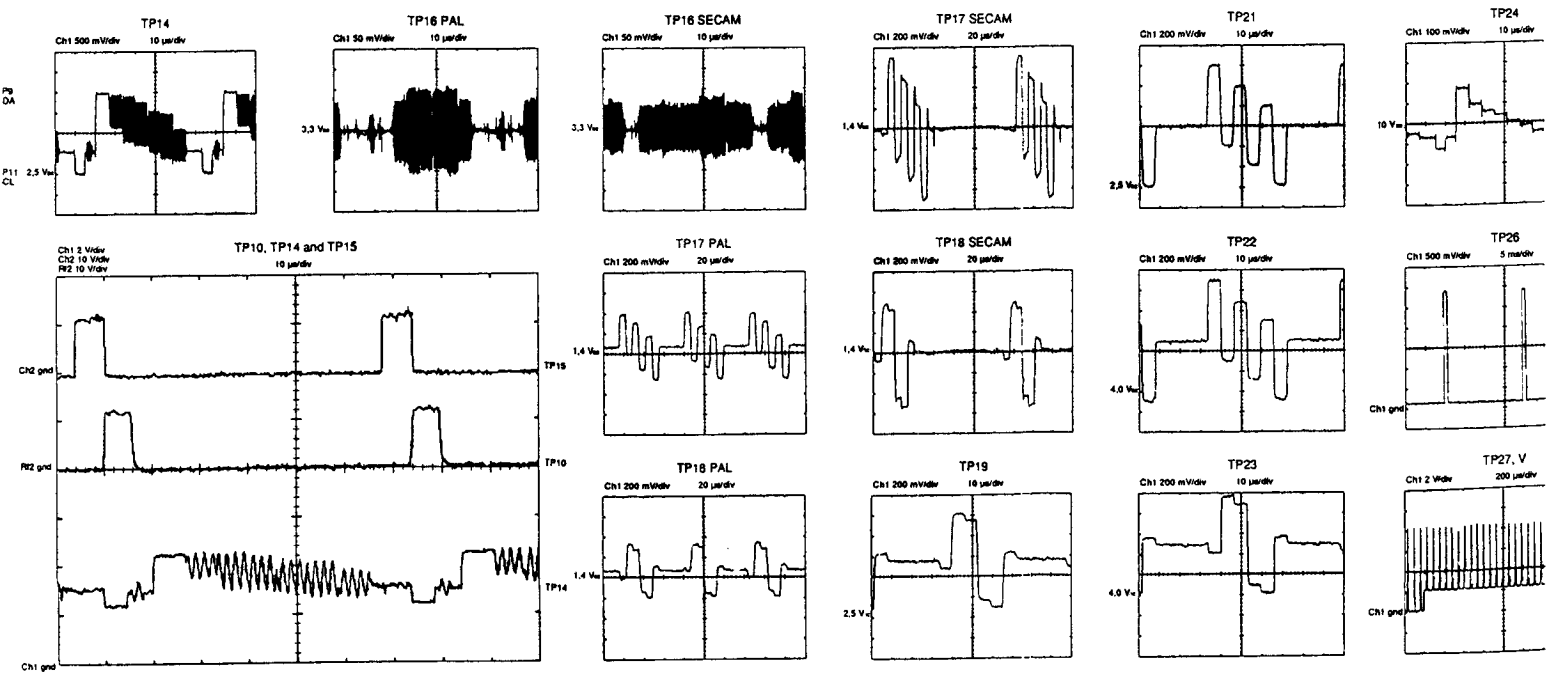 TP14
Ch1 500 mV/div 10 µs/div
P9
DA
P11
CL
2,5 V
TP16 PAL
Ch1 50 mV/div 10 µs/div
3,3 V
TP16 SECAM
Ch1 50 mV/div 10 µs/div
3,3 V
TP17 SECAM
Ch1 200 mV/div 20 µs/div
1,4 V
TP21
Ch1 200 mV/div 10 µs/div
2,5 V
TP24
Ch1 100 mV/div 10 µs/div
10 V
TP10, TP14 and TP15
Ch1 2 V/div
Ch2 10 V/div
Rf2 10 V/div
10 µs/div
Ch2 gnd
TP15
Rf2 gnd
TP10
TP14
Ch1 gnd
TP17 PAL
Ch1 200 mV/div 20 µs/div
1,4 V
TP18 SECAM
Ch1 200 mV/div 20 µs/div
1,4 V
TP22
Ch1 200 mV/div 10 µs/div
4,0 V
TP26
Ch1 500 mV/div 5 ms/div
Ch1 gnd
TP18 PAL
Ch1 200 mV/div 20 µs/div
1,4 V
TP19
Ch1 200 mV/div 10 µs/div
2,5 V
TP23
Ch1 200 mV/div 10 µs/div
4,0 V
TP27, V
Ch1 2 V/div 200 µs/div
Ch1 gnd